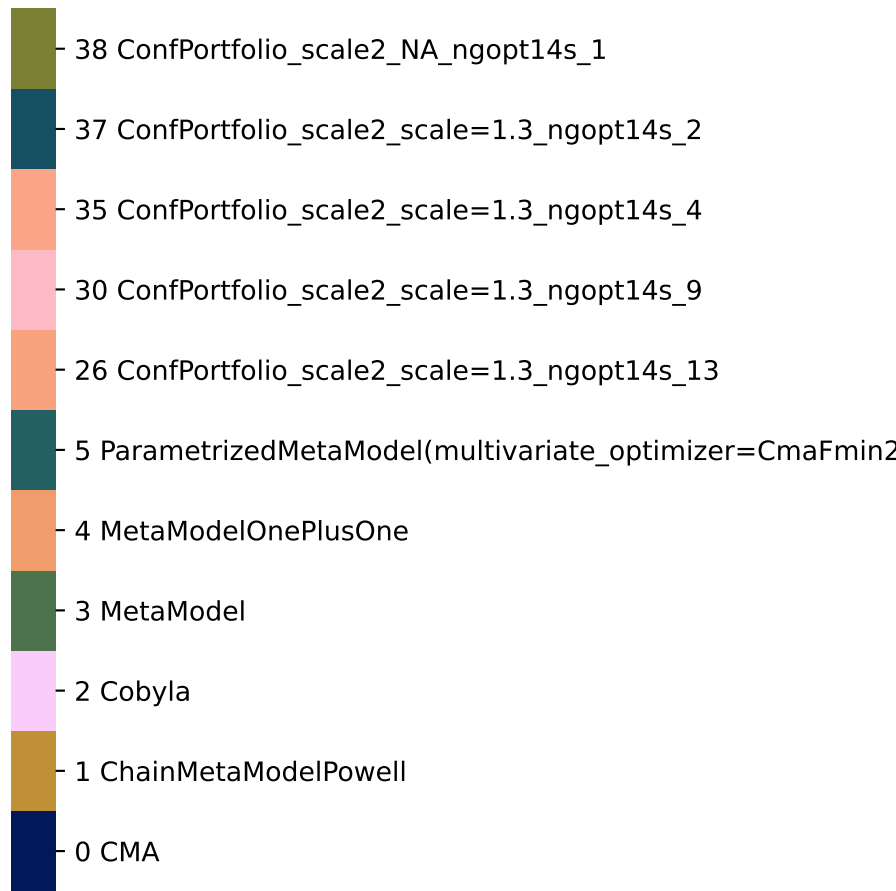 38 ConfPortfolio_scale2_NA_ngopt14s_1
37 ConfPortfolio_scale2_scale=1.3_ngopt14s_2
35 ConfPortfolio_scale2_scale=1.3_ngopt14s_4
30 ConfPortfolio_scale2_scale=1.3_ngopt14s_9
26 ConfPortfolio_scale2_scale=1.3_ngopt14s_13
5 ParametrizedMetaModel(multivariate_optimizer=CmaFmin2
4 MetaModelOnePlusOne
3 MetaModel
2 Cobyla
1 ChainMetaModelPowell
0 CMA